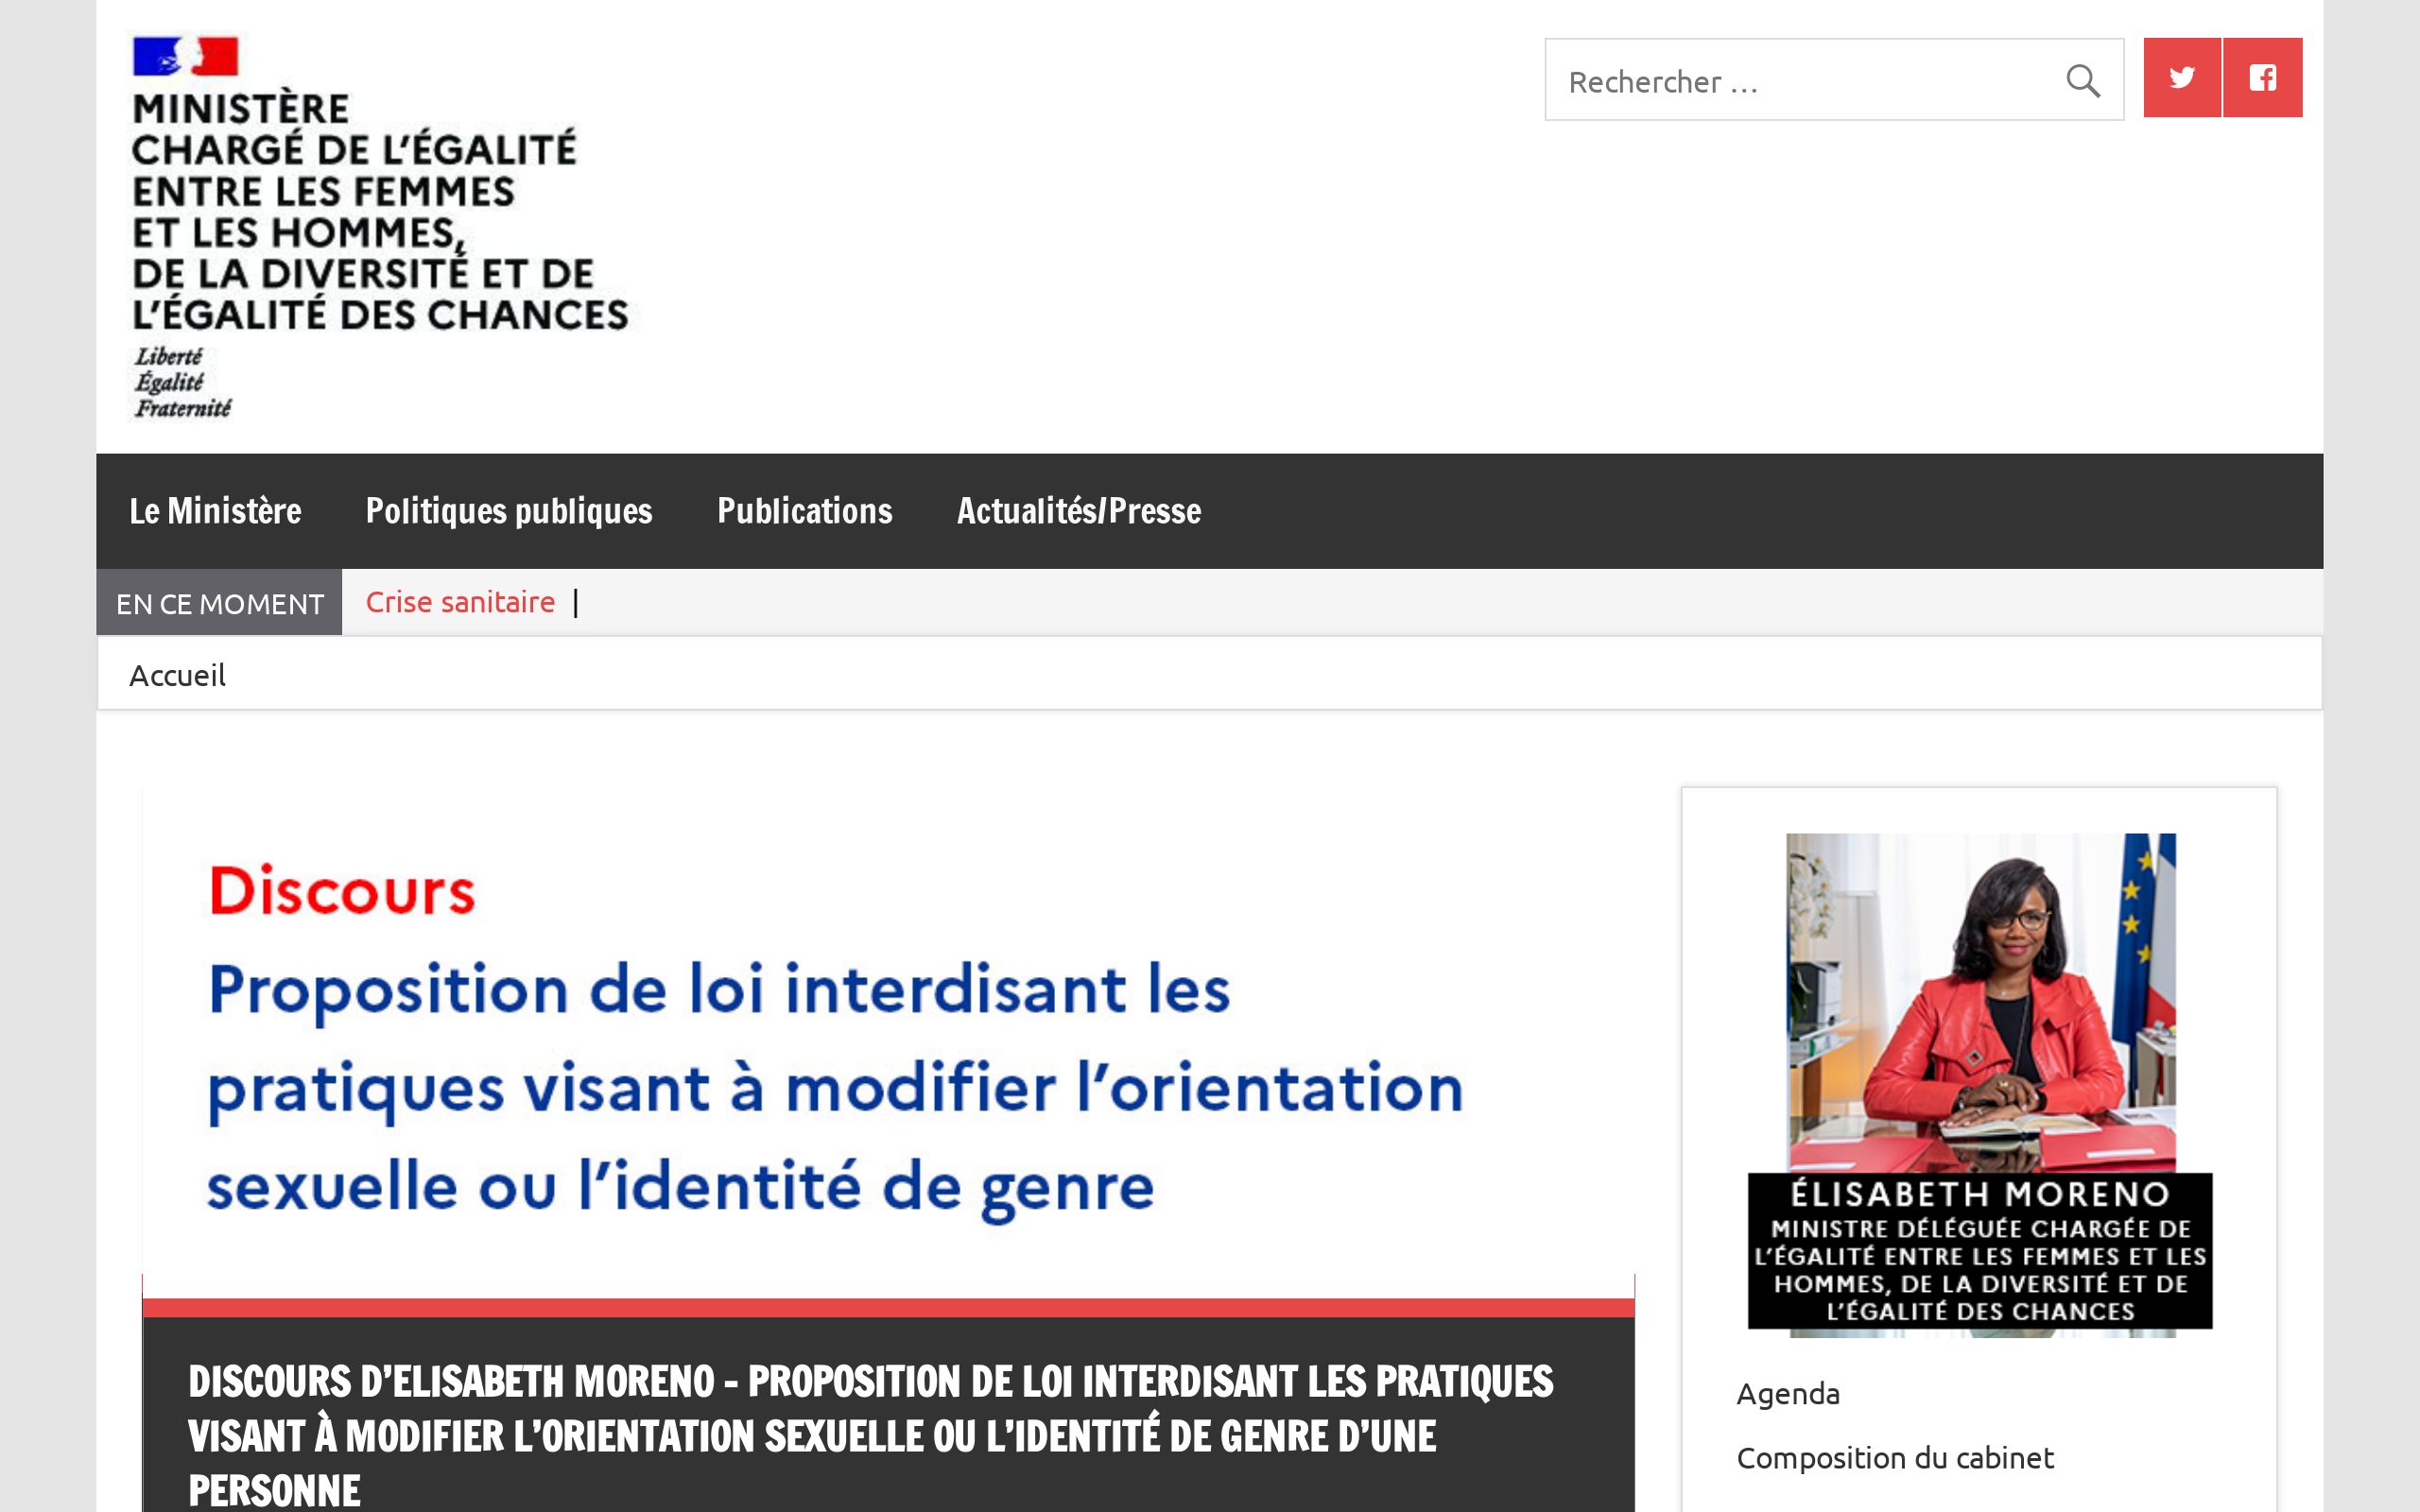 MINISTÈRE
CHARGÉ DE L'ÉGALITÉ
ENTRE LES FEMMES
ET LES HOMMES,
DE LA DIVERSITÉ ET DE
L'ÉGALITÉ DES CHANCES
Liberté
Égalité
Fraternité
Rechercher …
Le Ministère
Politiques publiques
Publications
Actualités/Presse
EN CE MOMENT
Crise sanitaire |
Accueil
Discours
Proposition de loi interdisant les
pratiques visant à modifier l'orientation
sexuelle ou l'identité de genre
DISCOURS D'ELISABETH MORENO – PROPOSITION DE LOI INTERDISANT LES PRATIQUES
VISANT À MODIFIER L'ORIENTATION SEXUELLE OU L'IDENTITÉ DE GENRE D'UNE
PERSONNE
ÉLISABETH MORENO
MINISTRE DÉLÉGUÉE CHARGÉE DE
L'ÉGALITÉ ENTRE LES FEMMES ET LES
HOMMES, DE LA DIVERSITÉ ET DE
L'ÉGALITÉ DES CHANCES
Agenda
Composition du cabinet